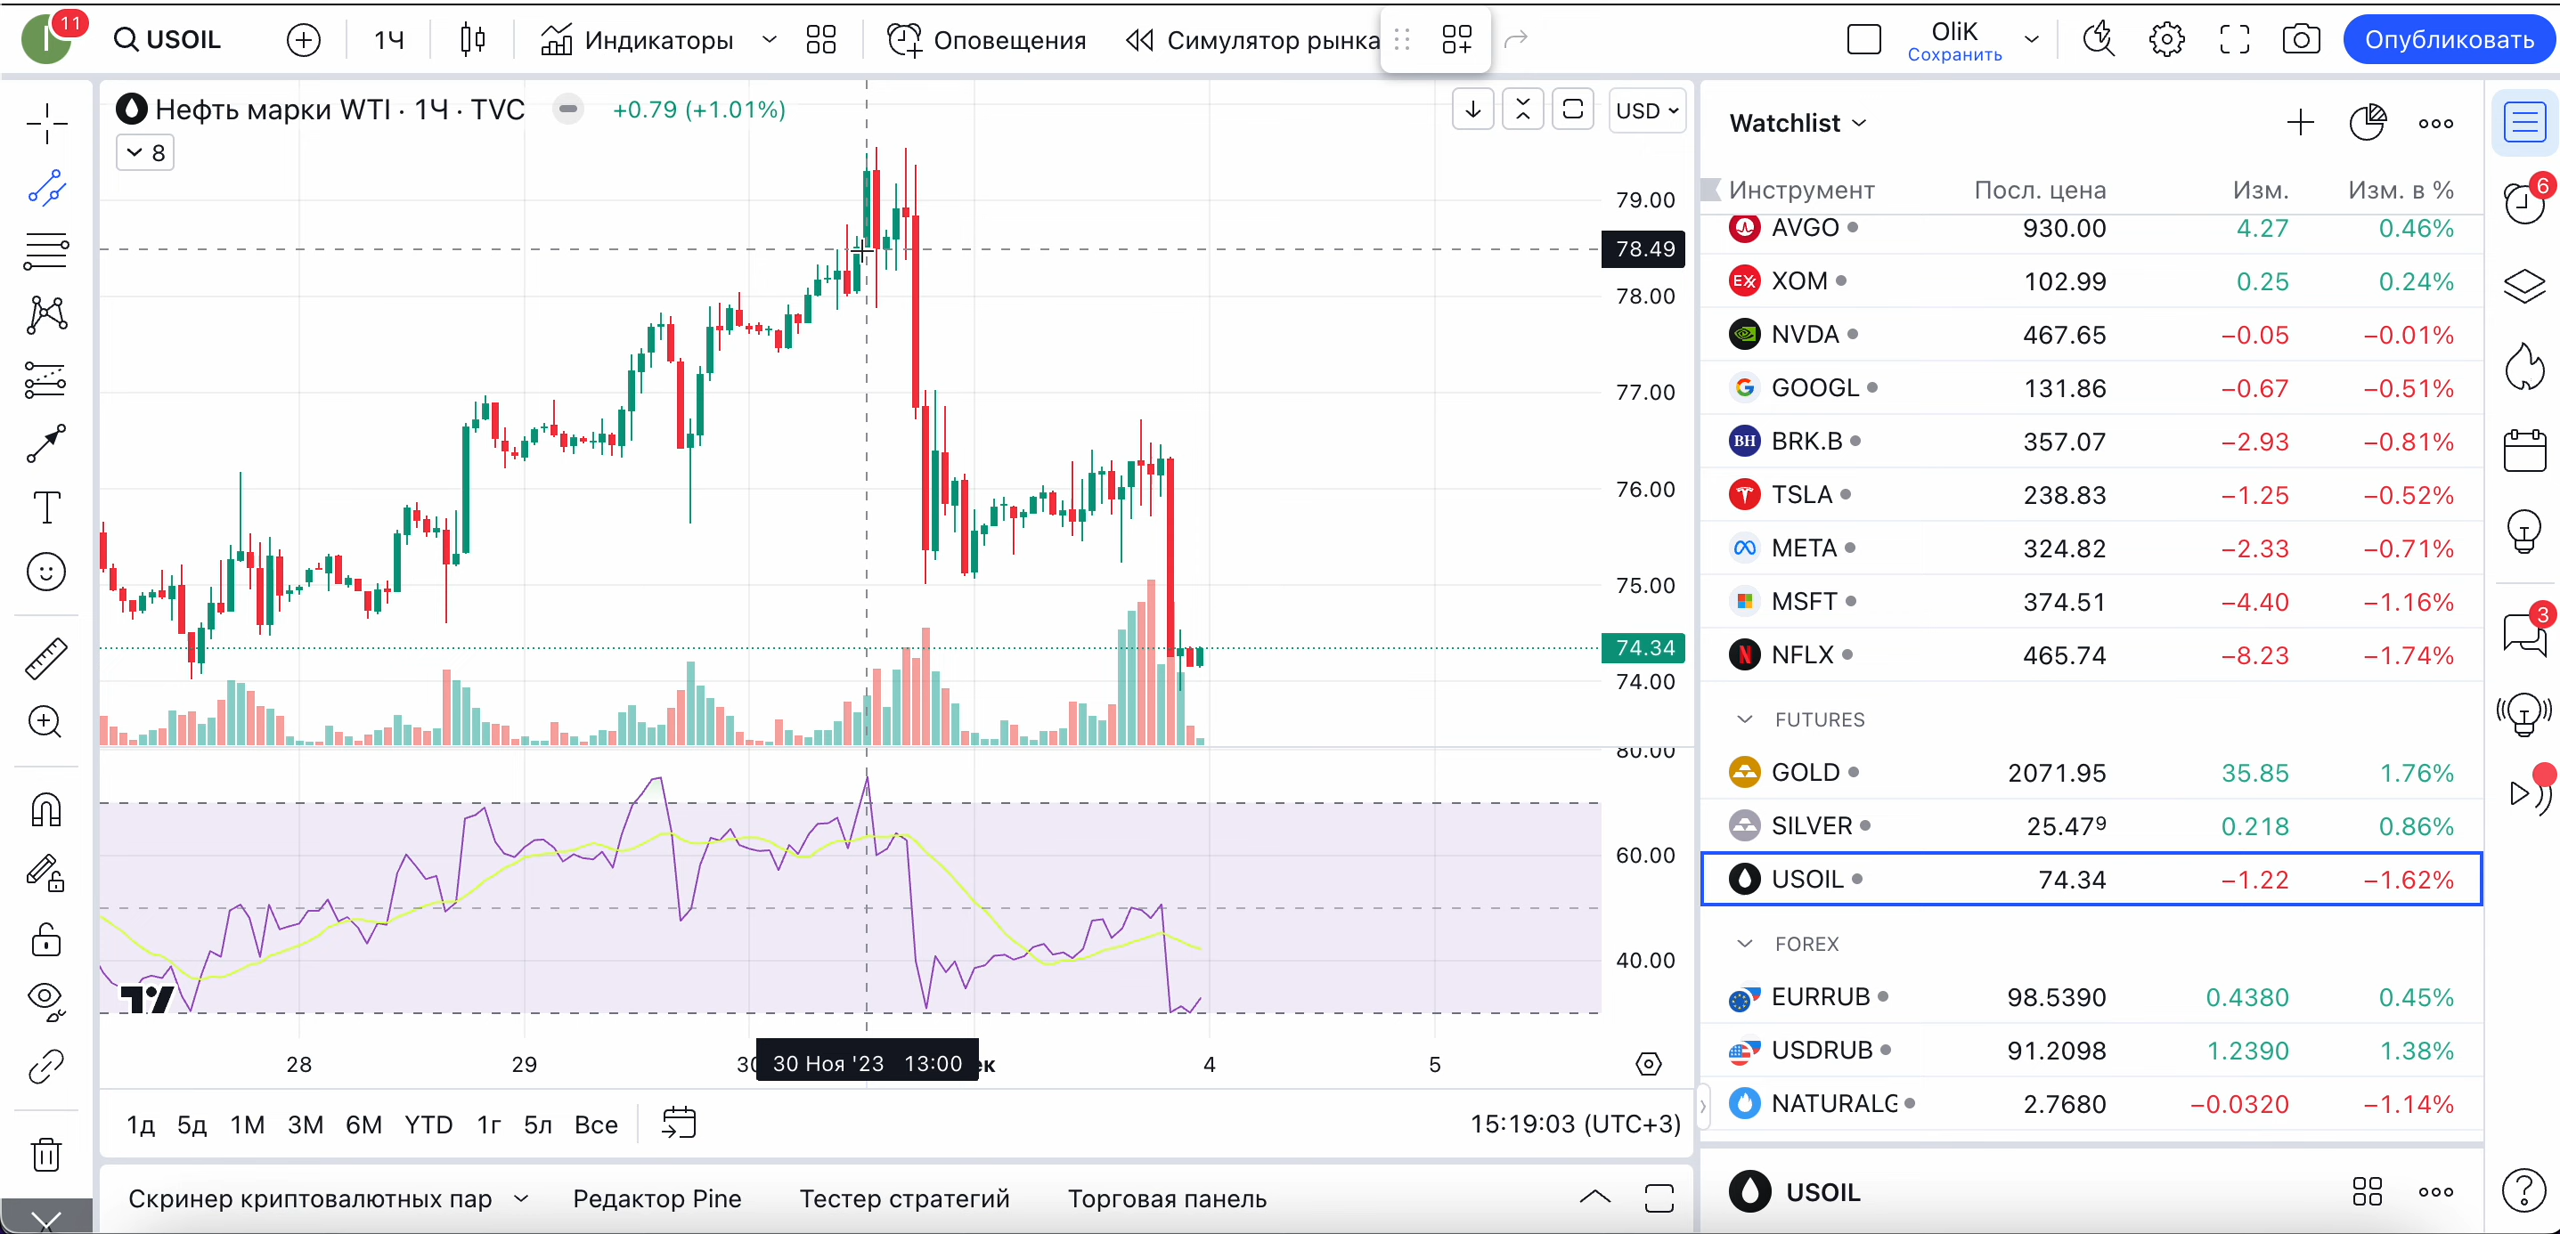 I 11 USOIL 1Ч Индикаторы Оповещения Симулятор рынка OliK Сохранить Опубликовать
Нефть марки WTI · 1Ч · TVC +0.79 (+1.01%) USD
8
79.00
78.49
78.00
77.00
76.00
75.00
74.34
74.00
80.00
60.00
40.00
28 29 30 30 Ноя '23 13:00 ек 4 5
1д 5д 1М 3М 6М YTD 1г 5л Все 15:19:03 (UTC+3)
Скринер криптовалютных пар Редактор Pine Тестер стратегий Торговая панель
Watchlist
Инструмент Посл. цена Изм. Изм. в %
AVGO 930.00 4.27 0.46%
XOM 102.99 0.25 0.24%
NVDA 467.65 −0.05 −0.01%
GOOGL 131.86 −0.67 −0.51%
BH BRK.B 357.07 −2.93 −0.81%
TSLA 238.83 −1.25 −0.52%
META 324.82 −2.33 −0.71%
MSFT 374.51 −4.40 −1.16%
NFLX 465.74 −8.23 −1.74%
FUTURES
GOLD 2071.95 35.85 1.76%
SILVER 25.47⁹ 0.218 0.86%
USOIL 74.34 −1.22 −1.62%
FOREX
EURRUB 98.5390 0.4380 0.45%
USDRUB 91.2098 1.2390 1.38%
NATURALG 2.7680 −0.0320 −1.14%
USOIL
6
3